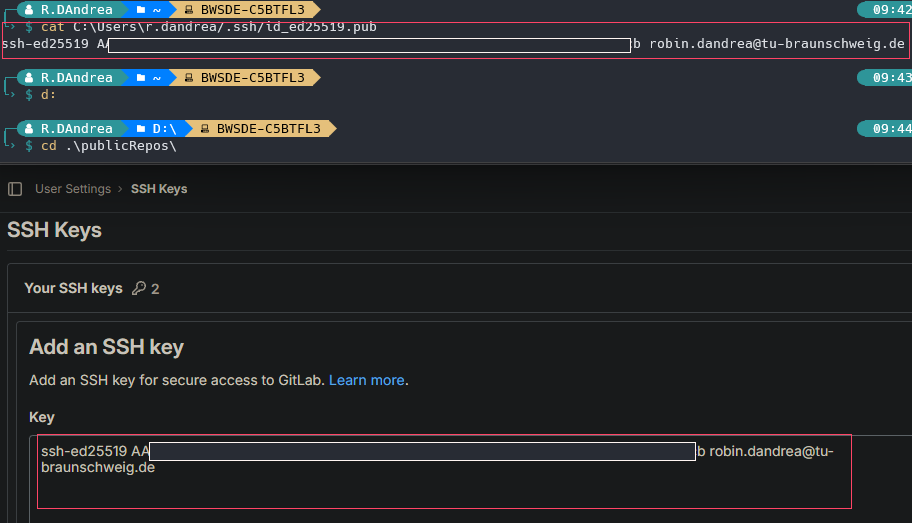 R.DAndrea ~ BWSDE-C5BTFL3 09:42
$ cat C:\Users\r.dandrea/.ssh/id_ed25519.pub
ssh-ed25519 AA b robin.dandrea@tu-braunschweig.de
R.DAndrea ~ BWSDE-C5BTFL3 09:43
$ d:
R.DAndrea D:\ BWSDE-C5BTFL3 09:44
$ cd .\publicRepos\
User Settings > SSH Keys
SSH Keys
Your SSH keys 2
Add an SSH key
Add an SSH key for secure access to GitLab. Learn more.
Key
ssh-ed25519 AA b robin.dandrea@tu-
braunschweig.de